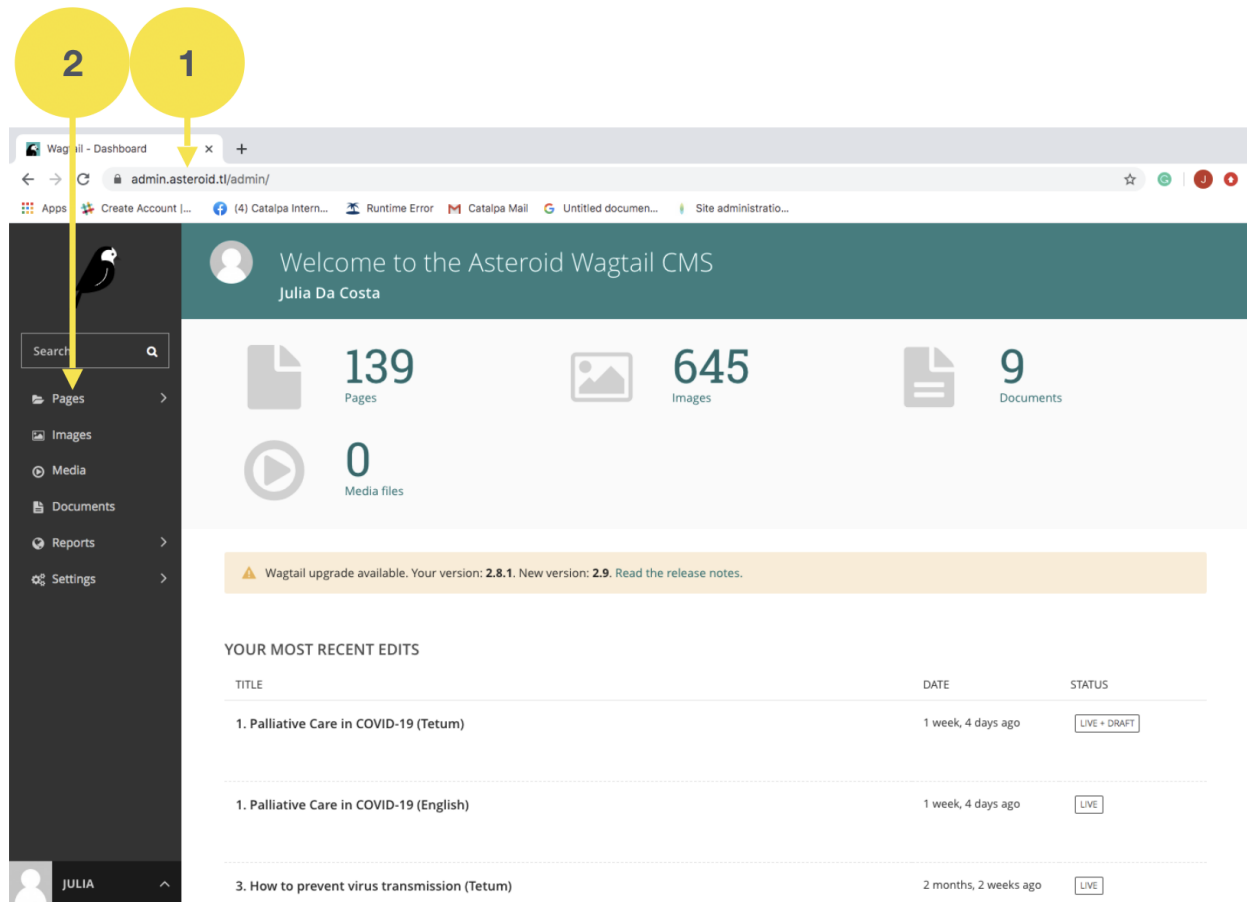 2 1
Wagtail - Dashboard
admin.asteroid.tl/admin/
Apps Create Account |... (4) Catalpa Intern... Runtime Error Catalpa Mail Untitled documen... Site administratio...
Welcome to the Asteroid Wagtail CMS
Julia Da Costa
Search
Pages
Images
Media
Documents
Reports
Settings
139
Pages
645
Images
9
Documents
0
Media files
Wagtail upgrade available. Your version: 2.8.1. New version: 2.9. Read the release notes.
YOUR MOST RECENT EDITS
TITLE DATE STATUS
1. Palliative Care in COVID-19 (Tetum) 1 week, 4 days ago LIVE + DRAFT
1. Palliative Care in COVID-19 (English) 1 week, 4 days ago LIVE
3. How to prevent virus transmission (Tetum) 2 months, 2 weeks ago LIVE
JULIA